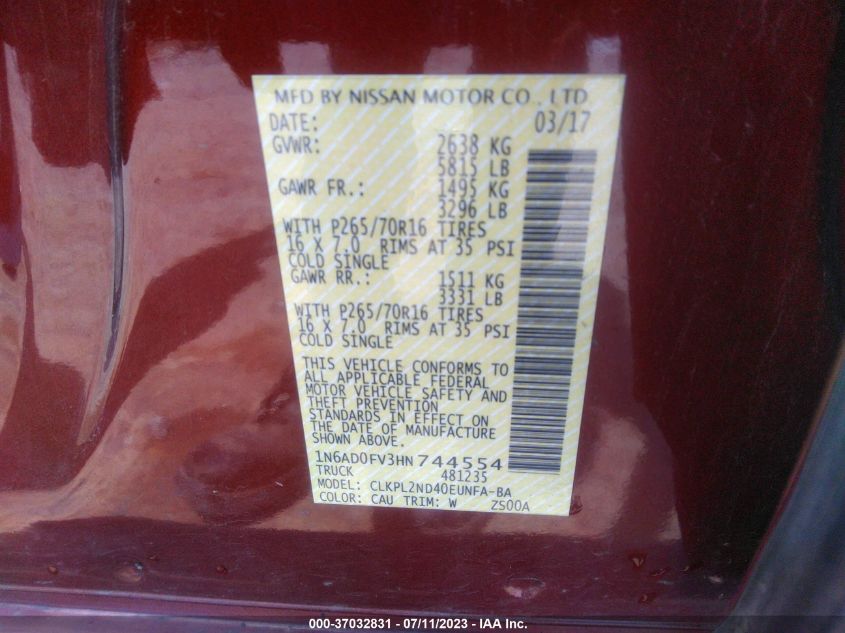 MFD BY NISSAN MOTOR CO., LTD
DATE: 03/17
GVWR: 2638 KG
5815 LB
GAWR FR.: 1495 KG
3296 LB
WITH P265/70R16 TIRES
16 X 7.0 RIMS AT 35 PSI
COLD SINGLE
GAWR RR.: 1511 KG
3331 LB
WITH P265/70R16 TIRES
16 X 7.0 RIMS AT 35 PSI
COLD SINGLE
THIS VEHICLE CONFORMS TO
ALL APPLICABLE FEDERAL
MOTOR VEHICLE SAFETY AND
THEFT PREVENTION
STANDARDS IN EFFECT ON
THE DATE OF MANUFACTURE
SHOWN ABOVE.
1N6AD0FV3HN744554
TRUCK 481235
MODEL: CLKPL2ND40EUNFA-BA
COLOR: CAU TRIM: W ZS00A
000-37032831 - 07/11/2023 - IAA Inc.